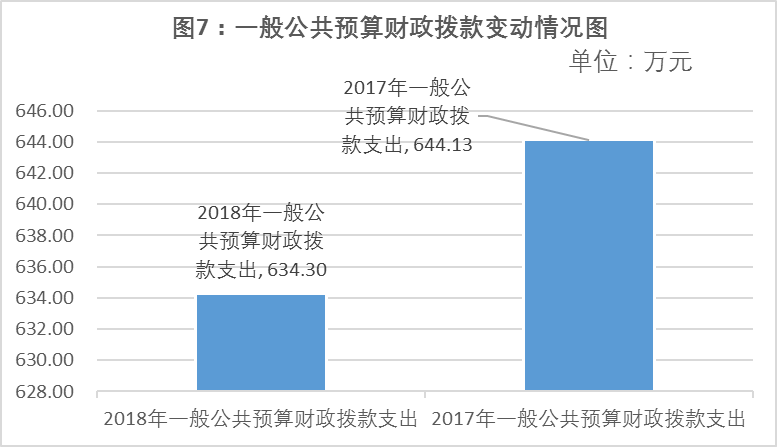 图7：一般公共预算财政拨款变动情况图
单位：万元
2017年一般公
共预算财政拨
款支出, 644.13
2018年一般公
共预算财政拨
款支出, 634.30
646.00
644.00
642.00
640.00
638.00
636.00
634.00
632.00
630.00
628.00
2018年一般公共预算财政拨款支出
2017年一般公共预算财政拨款支出